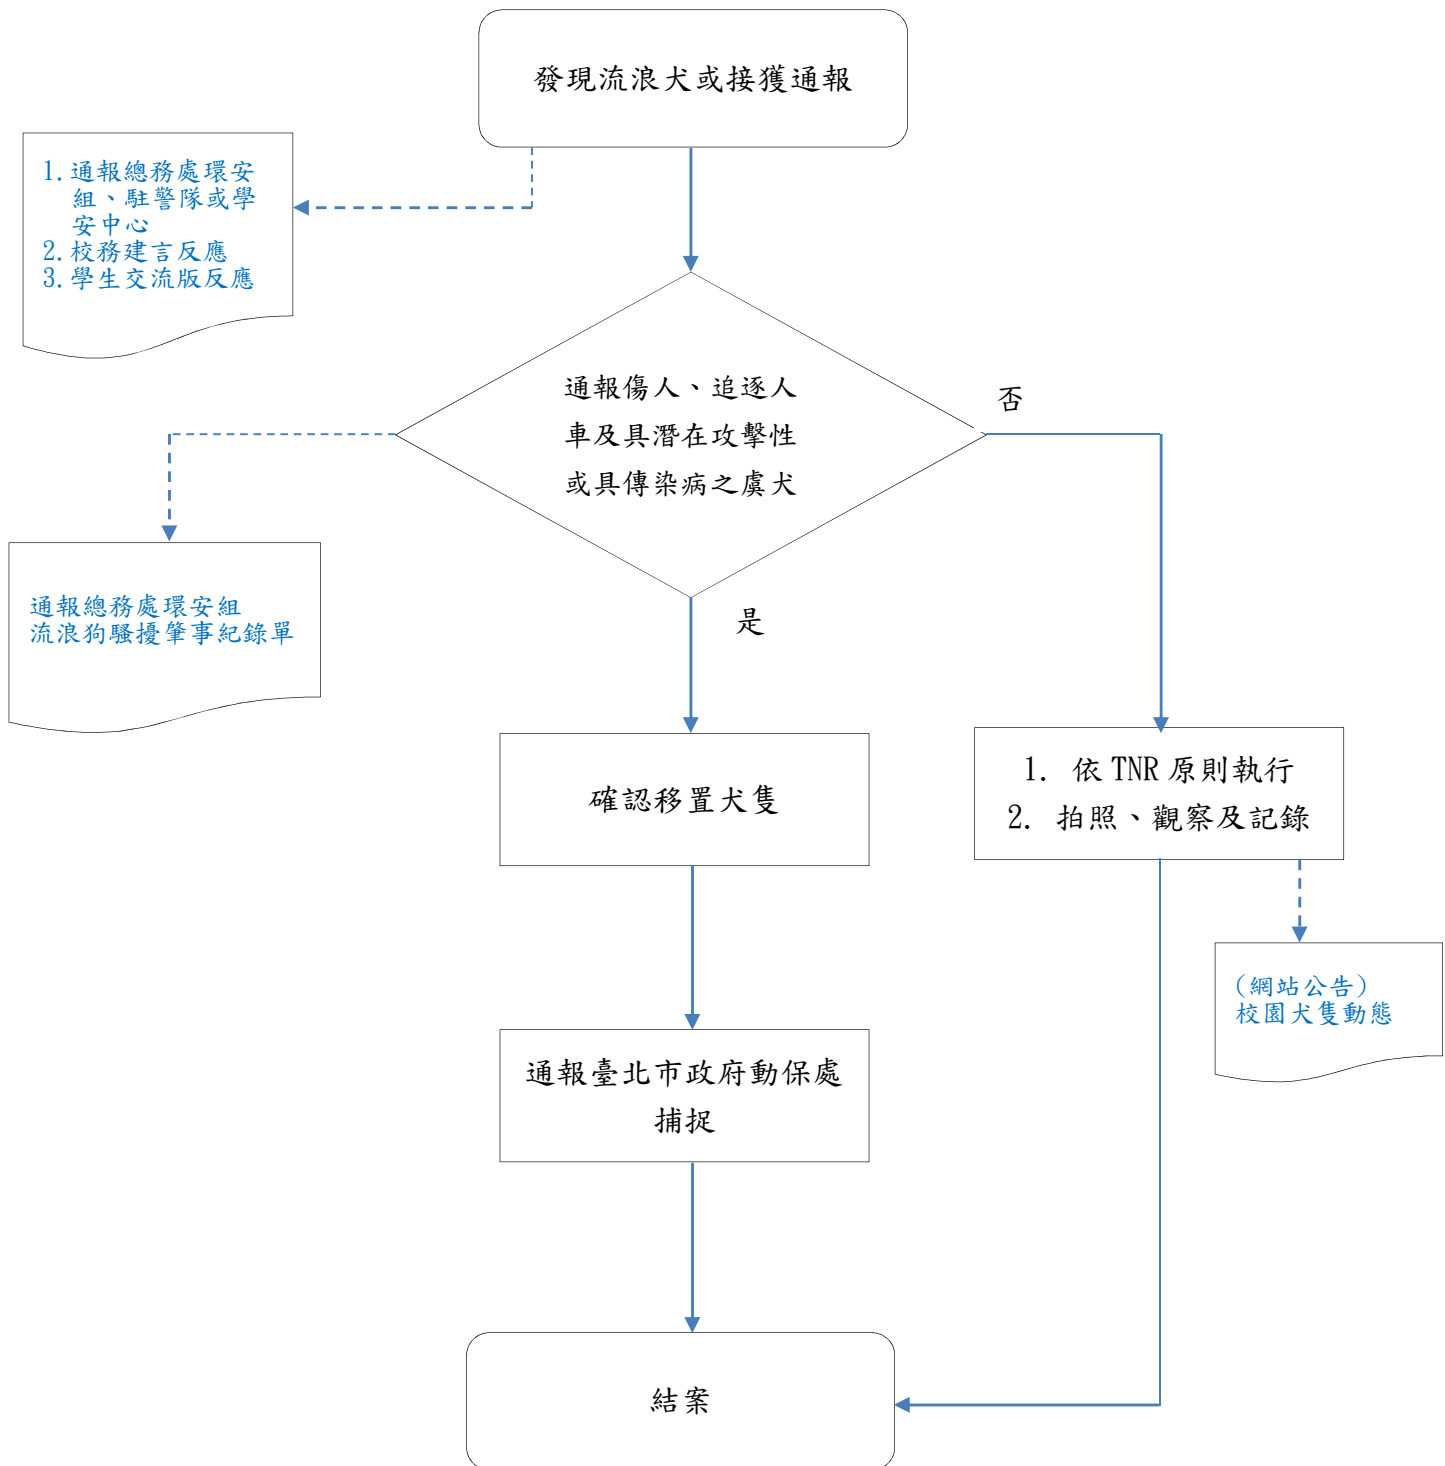 發現流浪犬或接獲通報
1.通報總務處環安
組、駐警隊或學
安中心
2.校務建言反應
3.學生交流版反應
通報傷人、追逐人
車及具潛在攻擊性
或具傳染病之虞犬
否
通報總務處環安組
流浪狗騷擾肇事紀錄單
是
確認移置犬隻
1. 依 TNR 原則執行
2. 拍照、觀察及記錄
(網站公告)
校園犬隻動態
通報臺北市政府動保處
捕捉
結案